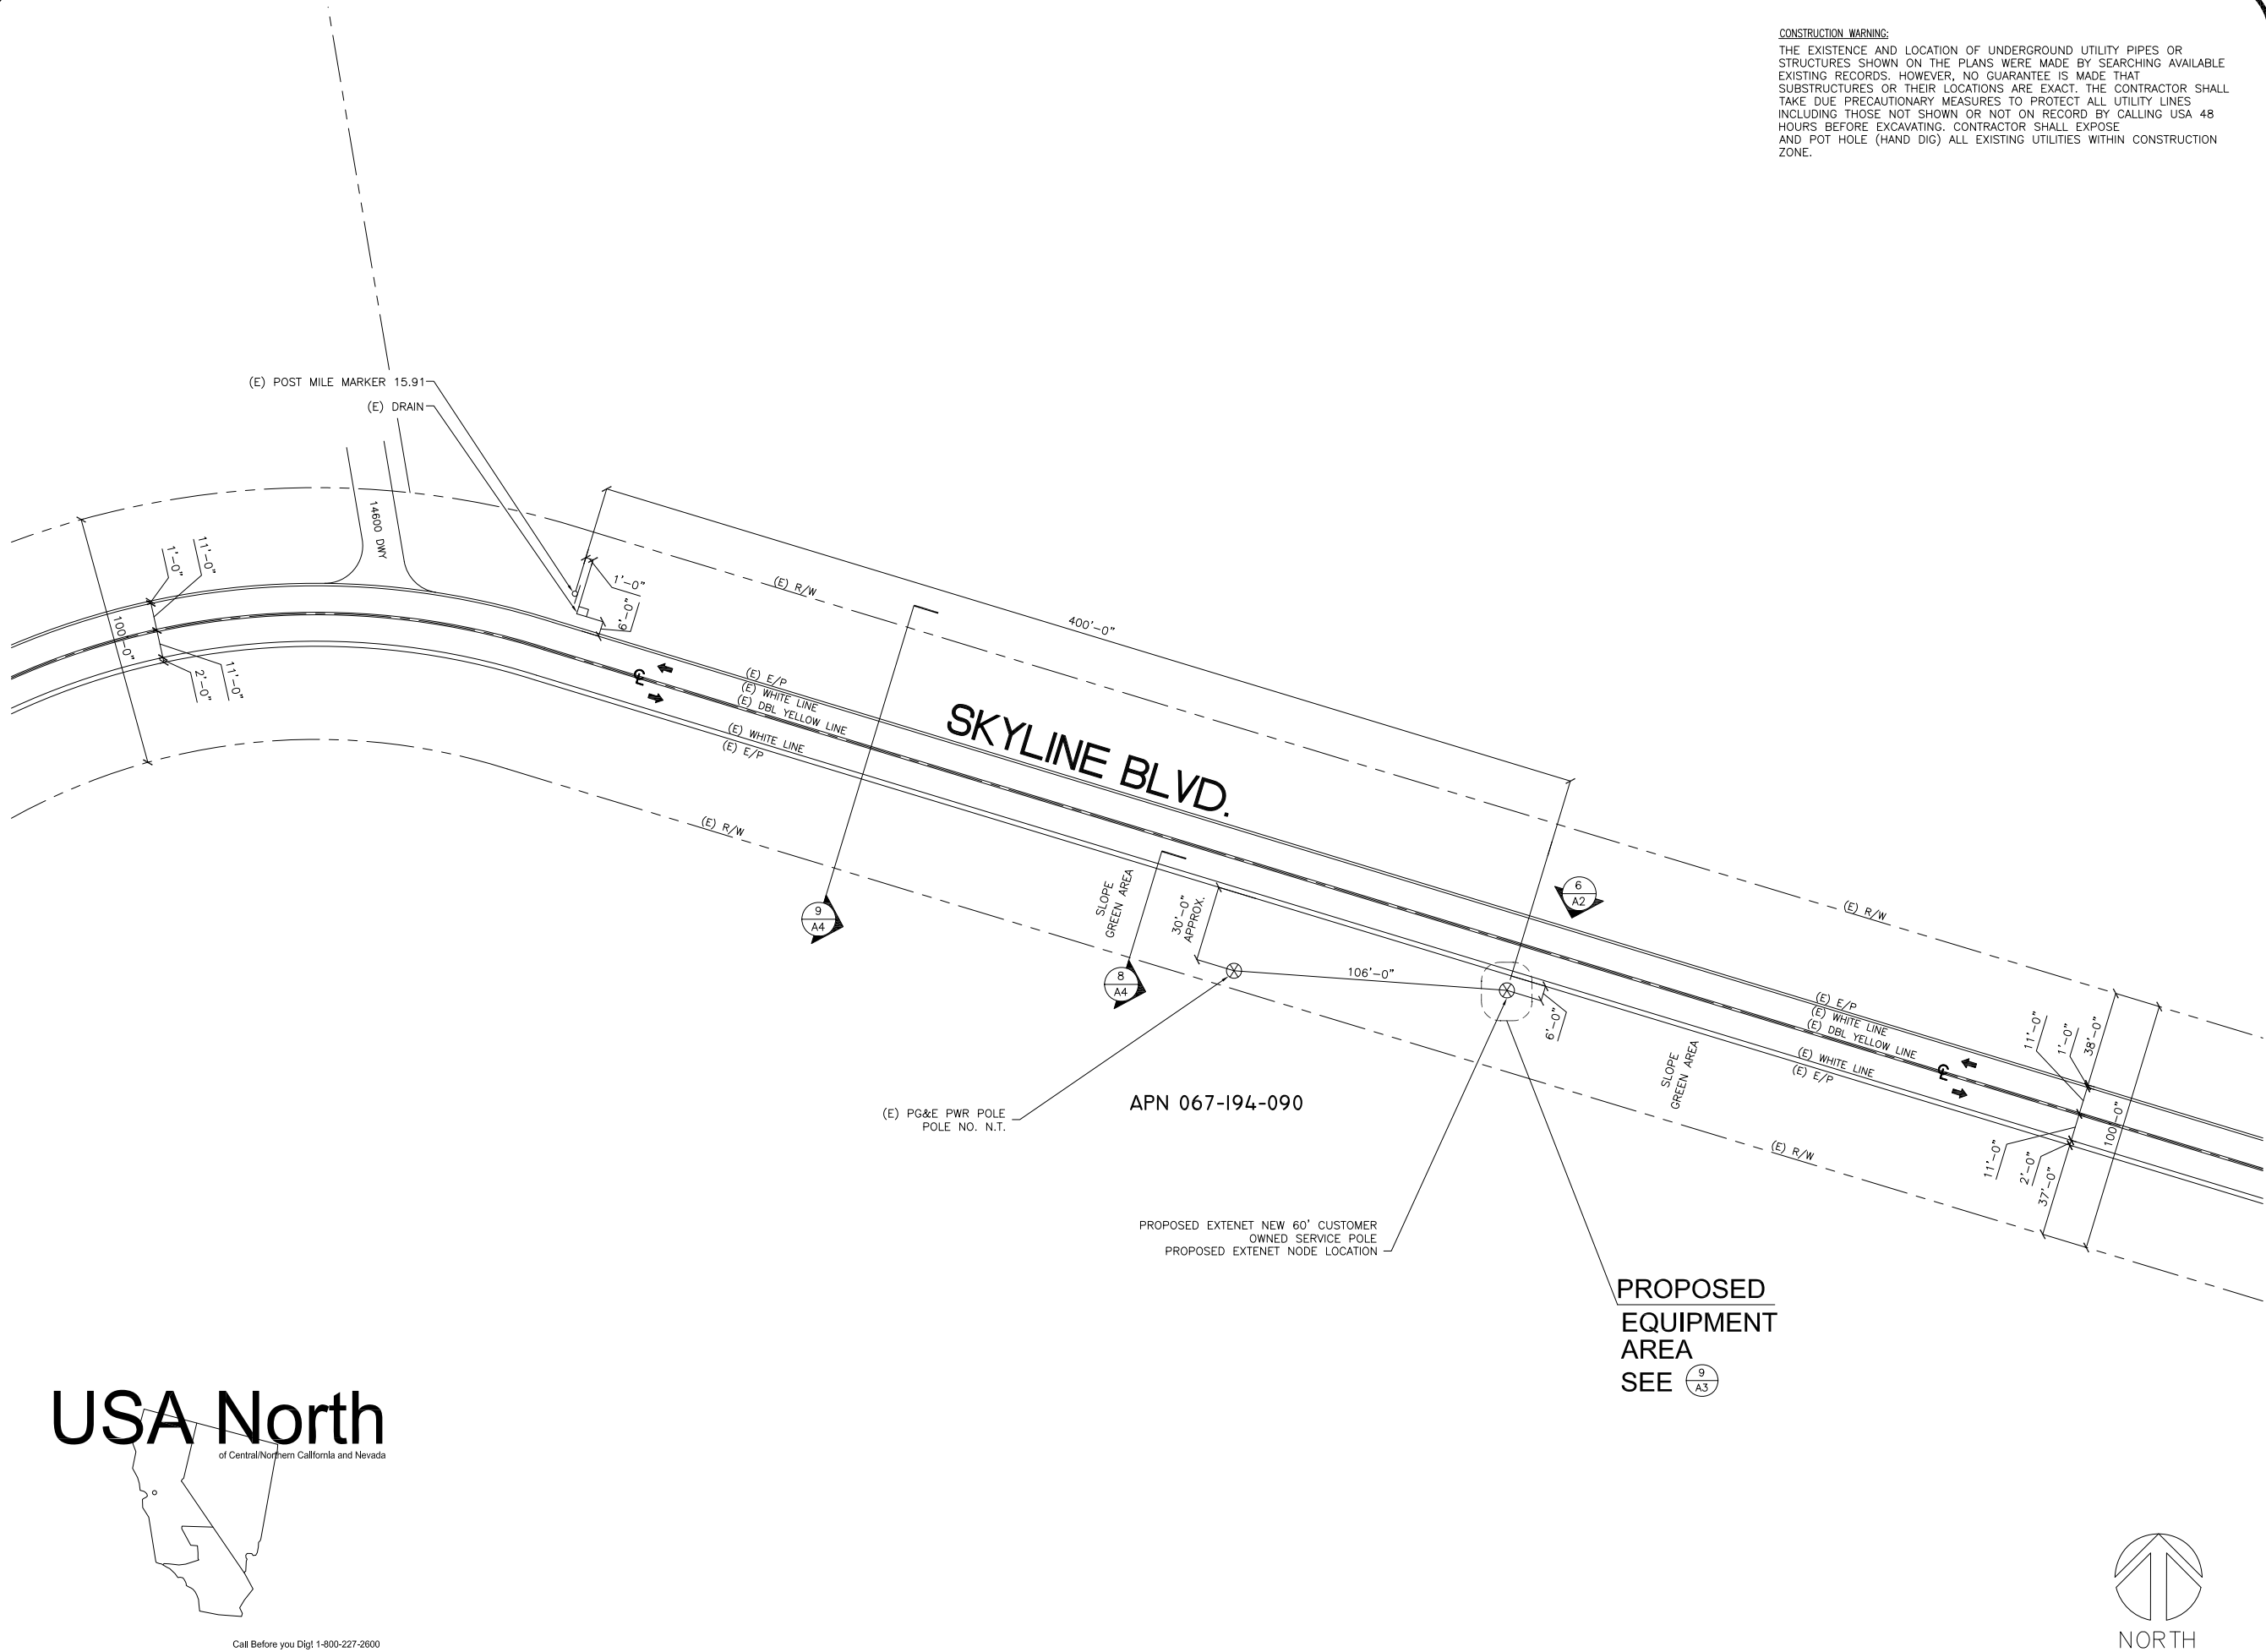 CONSTRUCTION WARNING:
THE EXISTENCE AND LOCATION OF UNDERGROUND UTILITY PIPES OR
STRUCTURES SHOWN ON THE PLANS WERE MADE BY SEARCHING AVAILABLE
EXISTING RECORDS. HOWEVER, NO GUARANTEE IS MADE THAT
SUBSTRUCTURES OR THEIR LOCATIONS ARE EXACT. THE CONTRACTOR SHALL
TAKE DUE PRECAUTIONARY MEASURES TO PROTECT ALL UTILITY LINES
INCLUDING THOSE NOT SHOWN OR NOT ON RECORD BY CALLING USA 48
HOURS BEFORE EXCAVATING. CONTRACTOR SHALL EXPOSE
AND POT HOLE (HAND DIG) ALL EXISTING UTILITIES WITHIN CONSTRUCTION
ZONE.
(E) POST MILE MARKER 15.91
(E) DRAIN
14600 DWY
1'-0"
11'-0"
100'-0"
2'-0"
11'-0"
1'-0"
6'-0"
(E) R/W
400'-0"
℄
(E) E/P
(E) WHITE LINE
(E) DBL YELLOW LINE
(E) WHITE LINE
(E) E/P
SKYLINE BLVD.
(E) R/W
9
A4
SLOPE
GREEN AREA
30'-0"
APPROX.
8
A4
6
A2
106'-0"
6'-0"
(E) R/W
SLOPE
GREEN AREA
(E) E/P
(E) WHITE LINE
(E) DBL YELLOW LINE
(E) WHITE LINE
(E) E/P
℄
11'-0"
1'-0"
38'-0"
100'-0"
11'-0"
2'-0"
37'-0"
(E) R/W
(E) PG&E PWR POLE
POLE NO. N.T.
APN 067-194-090
PROPOSED EXTENET NEW 60' CUSTOMER
OWNED SERVICE POLE
PROPOSED EXTENET NODE LOCATION
PROPOSED
EQUIPMENT
AREA
SEE 9
A3
USA North
of Central/Northern California and Nevada
Call Before you Dig! 1-800-227-2600
NORTH